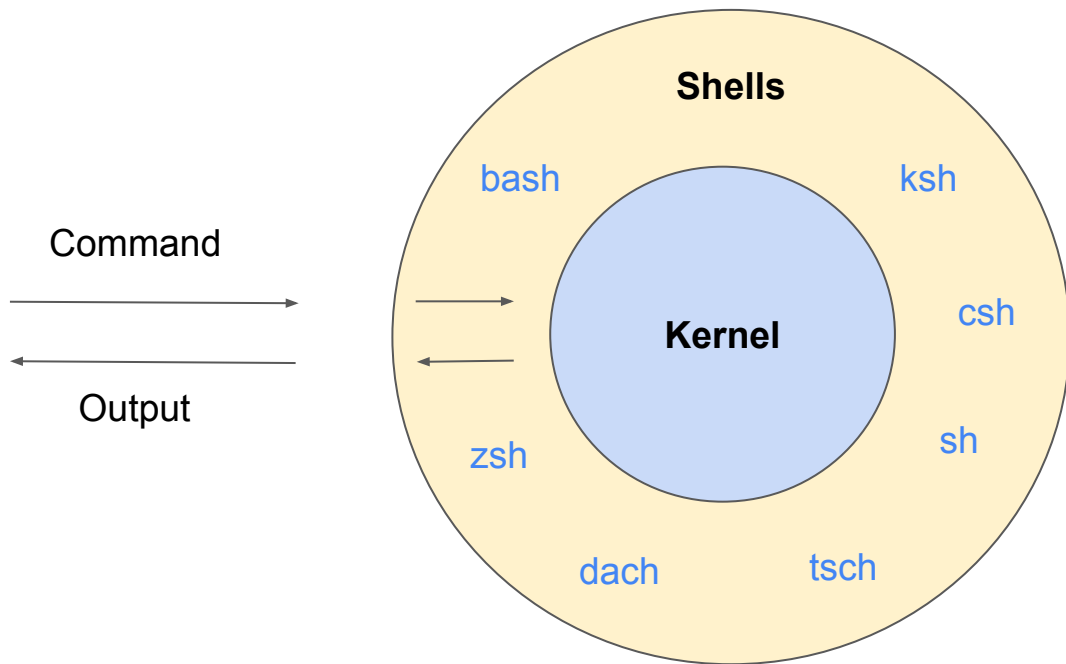 Shells
bash
ksh
Command
csh
Kernel
Output
sh
zsh
dach
tsch